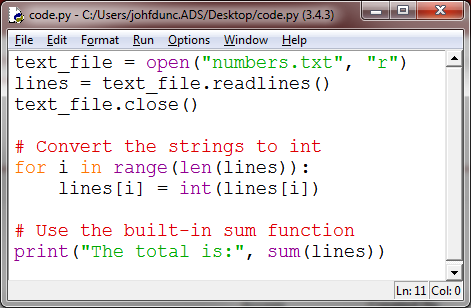 code.py - C:/Users/johfdunc.ADS/Desktop/code.py (3.4.3)
File Edit Format Run Options Window Help
text_file = open("numbers.txt", "r")
lines = text_file.readlines()
text_file.close()

# Convert the strings to int
for i in range(len(lines)):
    lines[i] = int(lines[i])

# Use the built-in sum function
print("The total is:", sum(lines))
Ln: 11 Col: 0